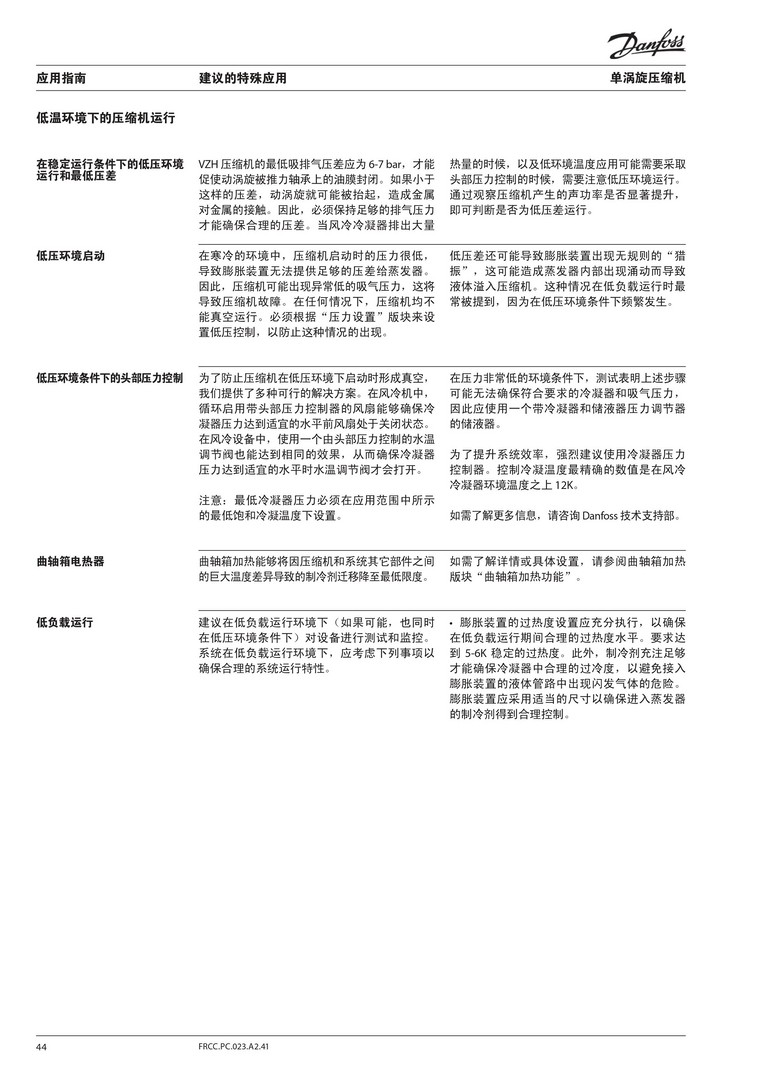 Danfoss
应用指南 建议的特殊应用 单涡旋压缩机
低温环境下的压缩机运行
在稳定运行条件下的低压环境
运行和最低压差
VZH 压缩机的最低吸排气压差应为 6-7 bar，才能
促使动涡旋被推力轴承上的油膜封闭。如果小于
这样的压差，动涡旋就可能被抬起，造成金属
对金属的接触。因此，必须保持足够的排气压力
才能确保合理的压差。当风冷冷凝器排出大量
热量的时候，以及低环境温度应用可能需要采取
头部压力控制的时候，需要注意低压环境运行。
通过观察压缩机产生的声功率是否显著提升，
即可判断是否为低压差运行。
低压环境启动
在寒冷的环境中，压缩机启动时的压力很低，
导致膨胀装置无法提供足够的压差给蒸发器。
因此，压缩机可能出现异常低的吸气压力，这将
导致压缩机故障。在任何情况下，压缩机均不
能真空运行。必须根据“压力设置”版块来设
置低压控制，以防止这种情况的出现。
低压差还可能导致膨胀装置出现无规则的“猎
振”，这可能造成蒸发器内部出现涌动而导致
液体溢入压缩机。这种情况在低负载运行时最
常被提到，因为在低压环境条件下频繁发生。
低压环境条件下的头部压力控制
为了防止压缩机在低压环境下启动时形成真空，
我们提供了多种可行的解决方案。在风冷机中，
循环启用带头部压力控制器的风扇能够确保冷
凝器压力达到适宜的水平前风扇处于关闭状态。
在风冷设备中，使用一个由头部压力控制的水温
调节阀也能达到相同的效果，从而确保冷凝器
压力达到适宜的水平时水温调节阀才会打开。
注意：最低冷凝器压力必须在应用范围中所示
的最低饱和冷凝温度下设置。
在压力非常低的环境条件下，测试表明上述步骤
可能无法确保符合要求的冷凝器和吸气压力，
因此应使用一个带冷凝器和储液器压力调节器
的储液器。
为了提升系统效率，强烈建议使用冷凝器压力
控制器。控制冷凝温度最精确的数值是在风冷
冷凝器环境温度之上 12K。
如需了解更多信息，请咨询 Danfoss 技术支持部。
曲轴箱电热器
曲轴箱加热能够将因压缩机和系统其它部件之间
的巨大温度差异导致的制冷剂迁移降至最低限度。
如需了解详情或具体设置，请参阅曲轴箱加热
版块“曲轴箱加热功能”。
低负载运行
建议在低负载运行环境下（如果可能，也同时
在低压环境条件下）对设备进行测试和监控。
系统在低负载运行环境下，应考虑下列事项以
确保合理的系统运行特性。
• 膨胀装置的过热度设置应充分执行，以确保
在低负载运行期间合理的过热度水平。要求达
到 5-6K 稳定的过热度。此外，制冷剂充注足够
才能确保冷凝器中合理的过冷度，以避免接入
膨胀装置的液体管路中出现闪发气体的危险。
膨胀装置应采用适当的尺寸以确保进入蒸发器
的制冷剂得到合理控制。
44 FRCC.PC.023.A2.41